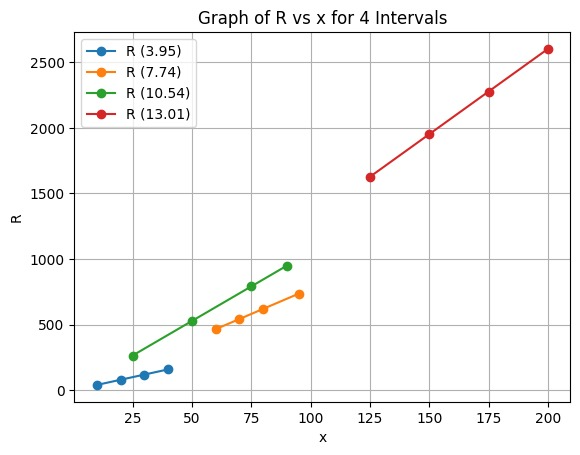 Graph of R vs x for 4 Intervals
R (3.95)
R (7.74)
R (10.54)
R (13.01)
2500
2000
1500
1000
500
0
R
25 50 75 100 125 150 175 200
x